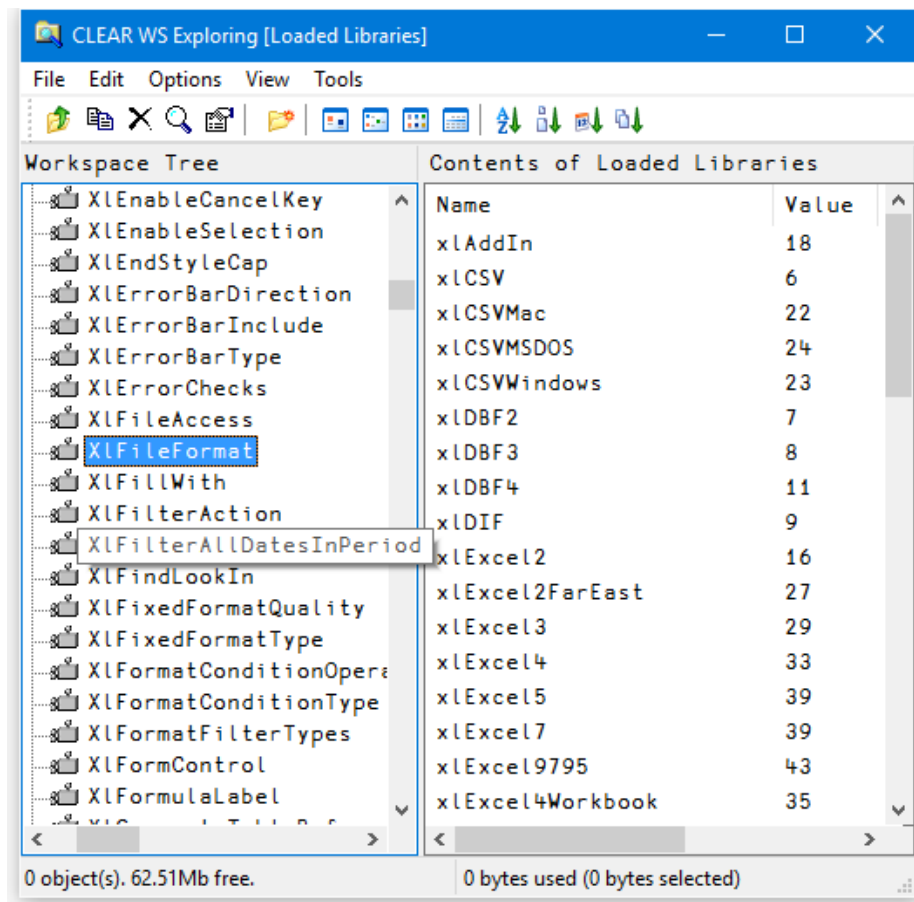 CLEAR WS Exploring [Loaded Libraries]
File Edit Options View Tools
Workspace Tree
XlEnableCancelKey
XlEnableSelection
XlEndStyleCap
XlErrorBarDirection
XlErrorBarInclude
XlErrorBarType
XlErrorChecks
XlFileAccess
XlFileFormat
XlFillWith
XlFilterAction
XlFilterAllDatesInPeriod
XlFindLookIn
XlFixedFormatQuality
XlFixedFormatType
XlFormatConditionOpera
XlFormatConditionType
XlFormatFilterTypes
XlFormControl
XlFormulaLabel
Contents of Loaded Libraries
Name Value
xlAddIn 18
xlCSV 6
xlCSVMac 22
xlCSVMSDOS 24
xlCSVWindows 23
xlDBF2 7
xlDBF3 8
xlDBF4 11
xlDIF 9
xlExcel2 16
xlExcel2FarEast 27
xlExcel3 29
xlExcel4 33
xlExcel5 39
xlExcel7 39
xlExcel9795 43
xlExcel4Workbook 35
0 object(s). 62.51Mb free.
0 bytes used (0 bytes selected)